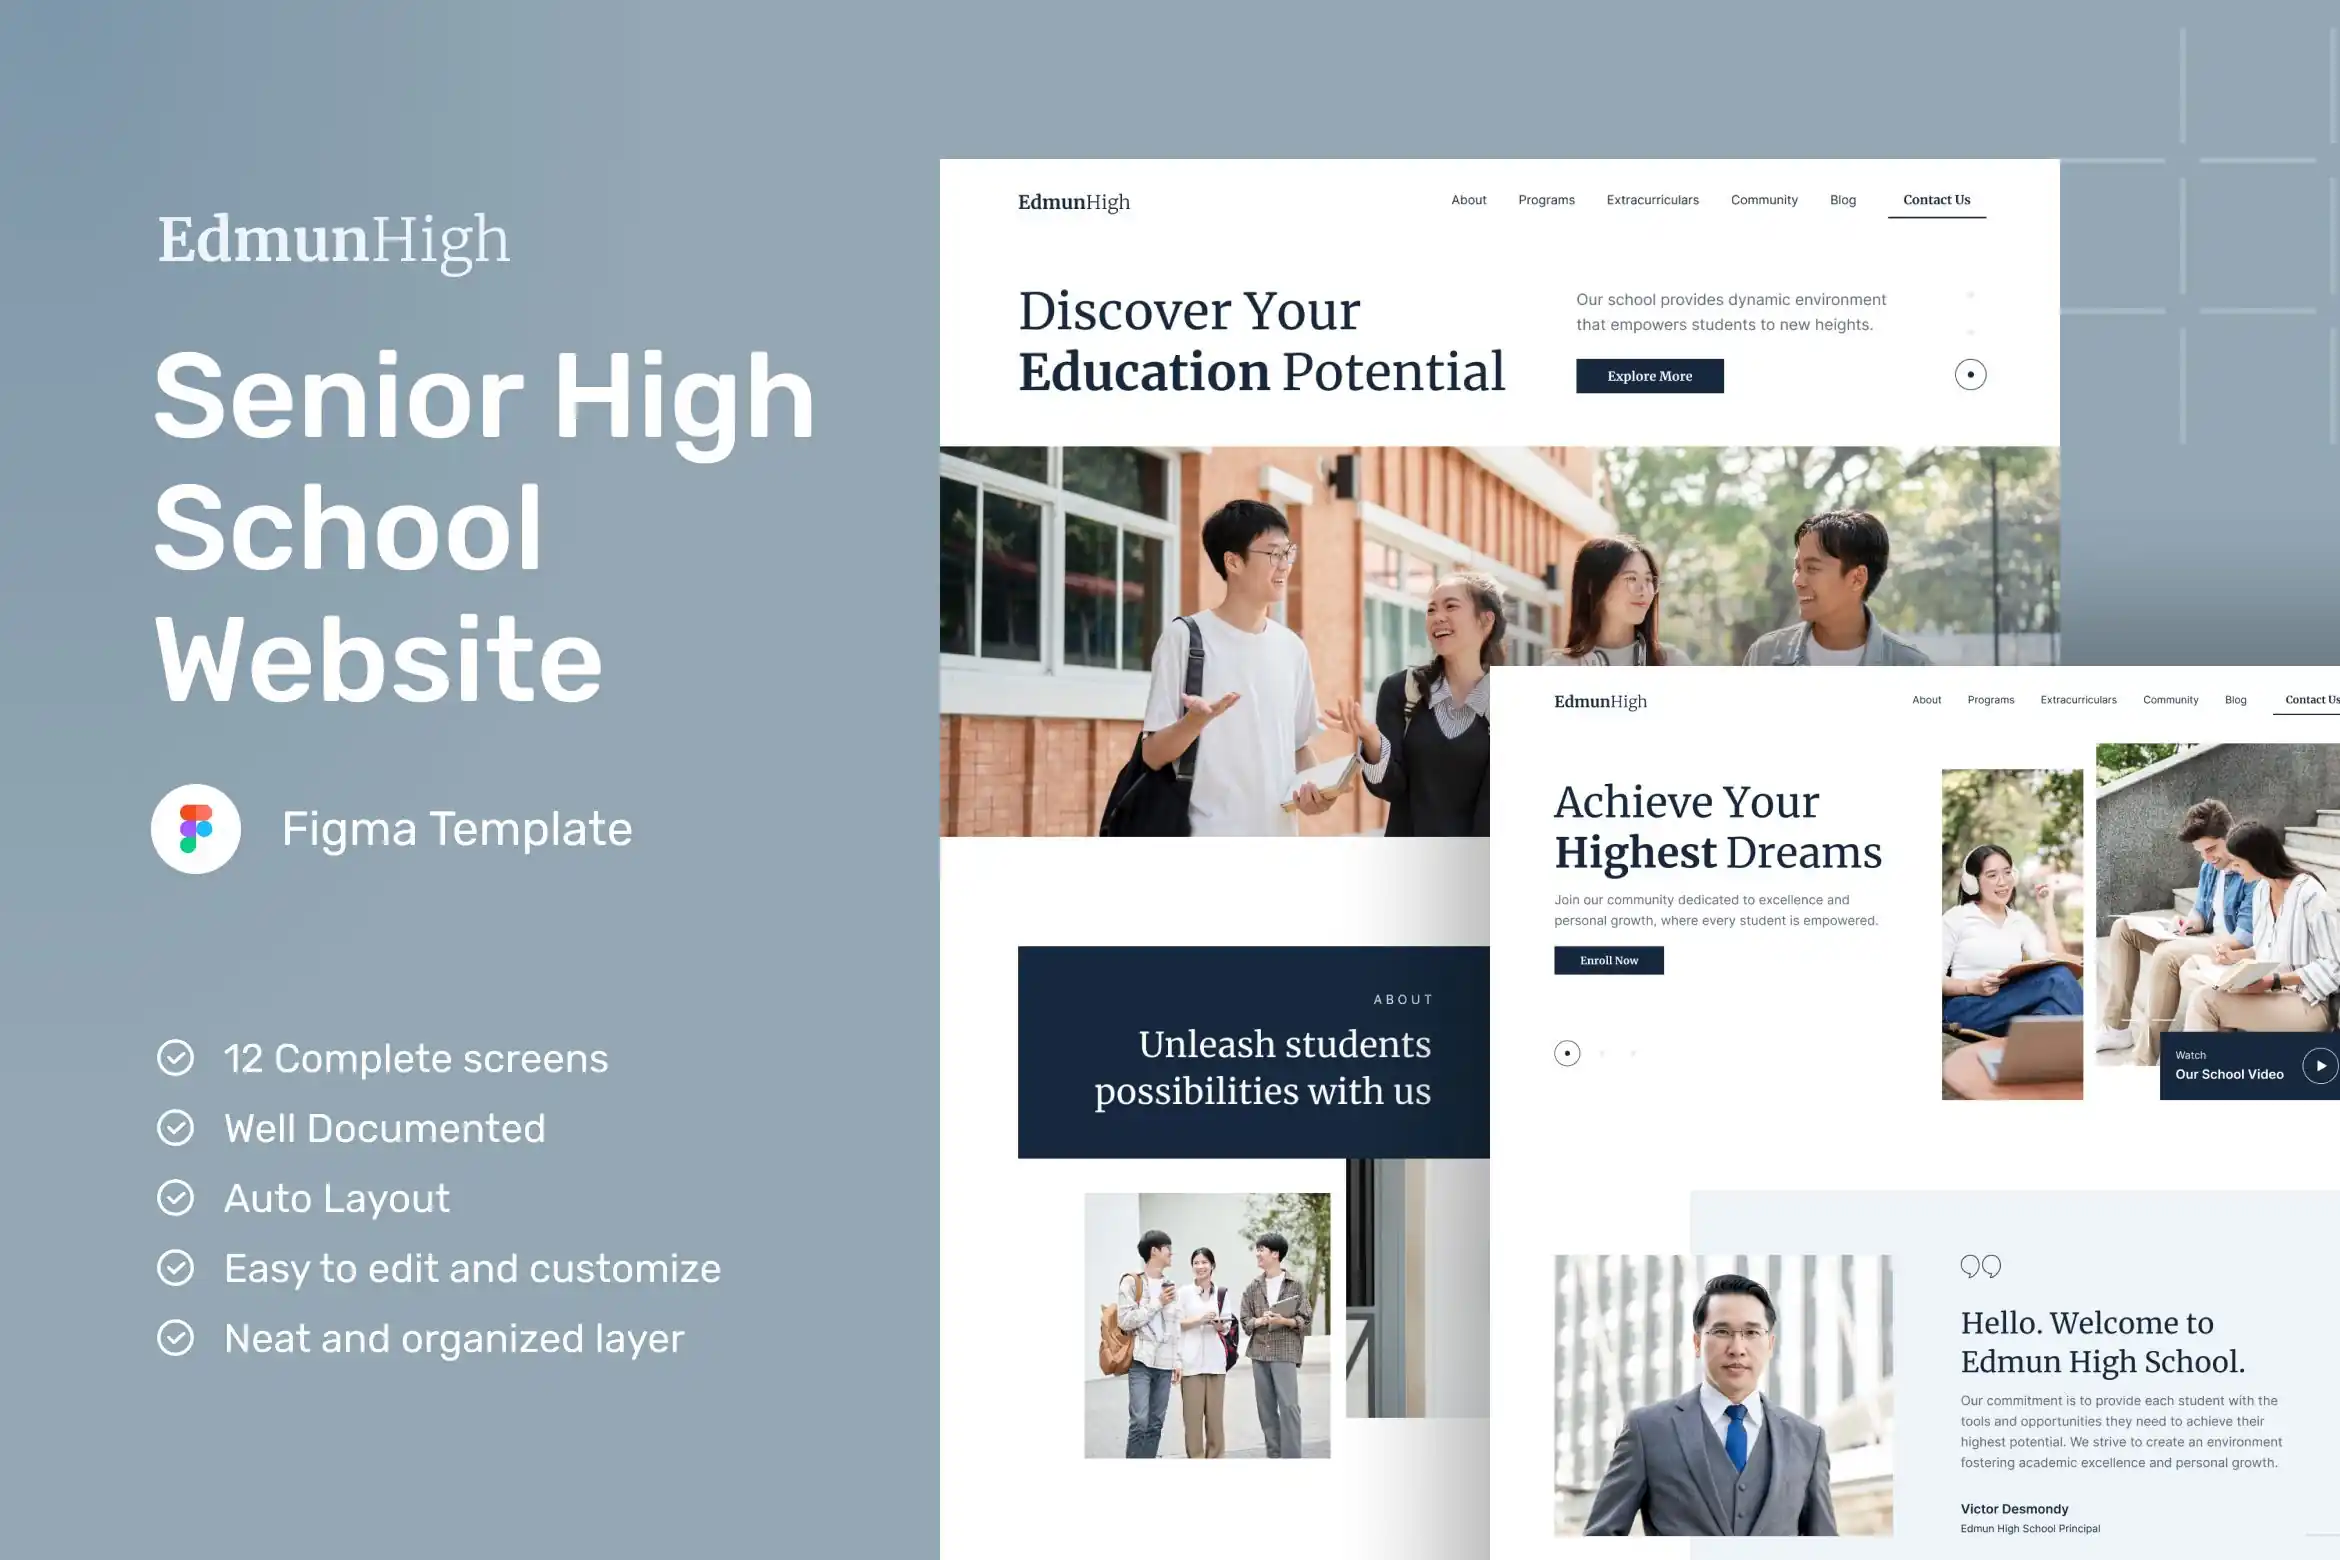 EdmunHigh
Senior High
School
Website
Figma Template
12 Complete screens
Well Documented
Auto Layout
Easy to edit and customize
Neat and organized layer
EdmunHigh
About Programs Extracurriculars Community Blog Contact Us
Discover Your
Education Potential
Our school provides dynamic environment
that empowers students to new heights.
Explore More
ABOUT
Unleash students
possibilities with us
EdmunHigh
About Programs Extracurriculars Community Blog Contact Us
Achieve Your
Highest Dreams
Join our community dedicated to excellence and
personal growth, where every student is empowered.
Enroll Now
Watch
Our School Video
Hello. Welcome to
Edmun High School.
Our commitment is to provide each student with the
tools and opportunities they need to achieve their
highest potential. We strive to create an environment
fostering academic excellence and personal growth.
Victor Desmondy
Edmun High School Principal